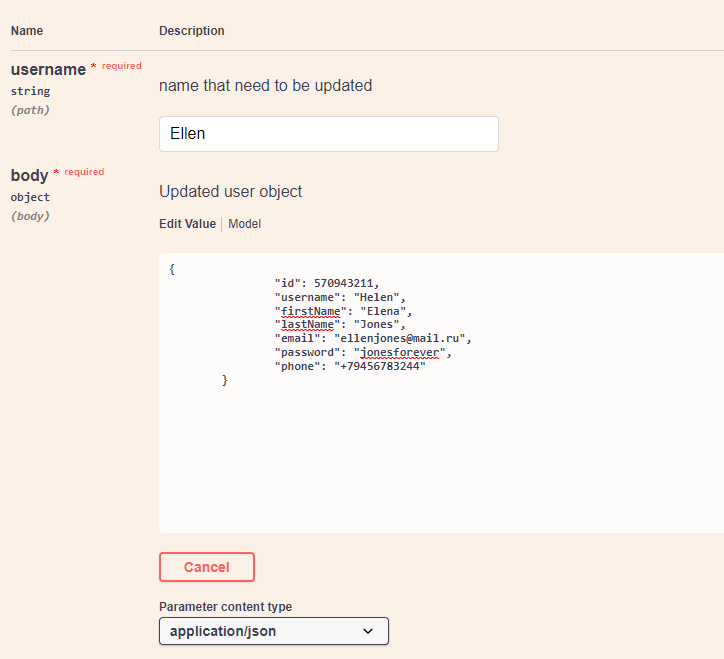 Name Description
username * required
string
(path)
name that need to be updated
Ellen
body * required
object
(body)
Updated user object
Edit Value | Model
{
"id": 570943211,
"username": "Helen",
"firstName": "Elena",
"lastName": "Jones",
"email": "ellenjones@mail.ru",
"password": "jonesforever",
"phone": "+79456783244"
}
Cancel
Parameter content type
application/json